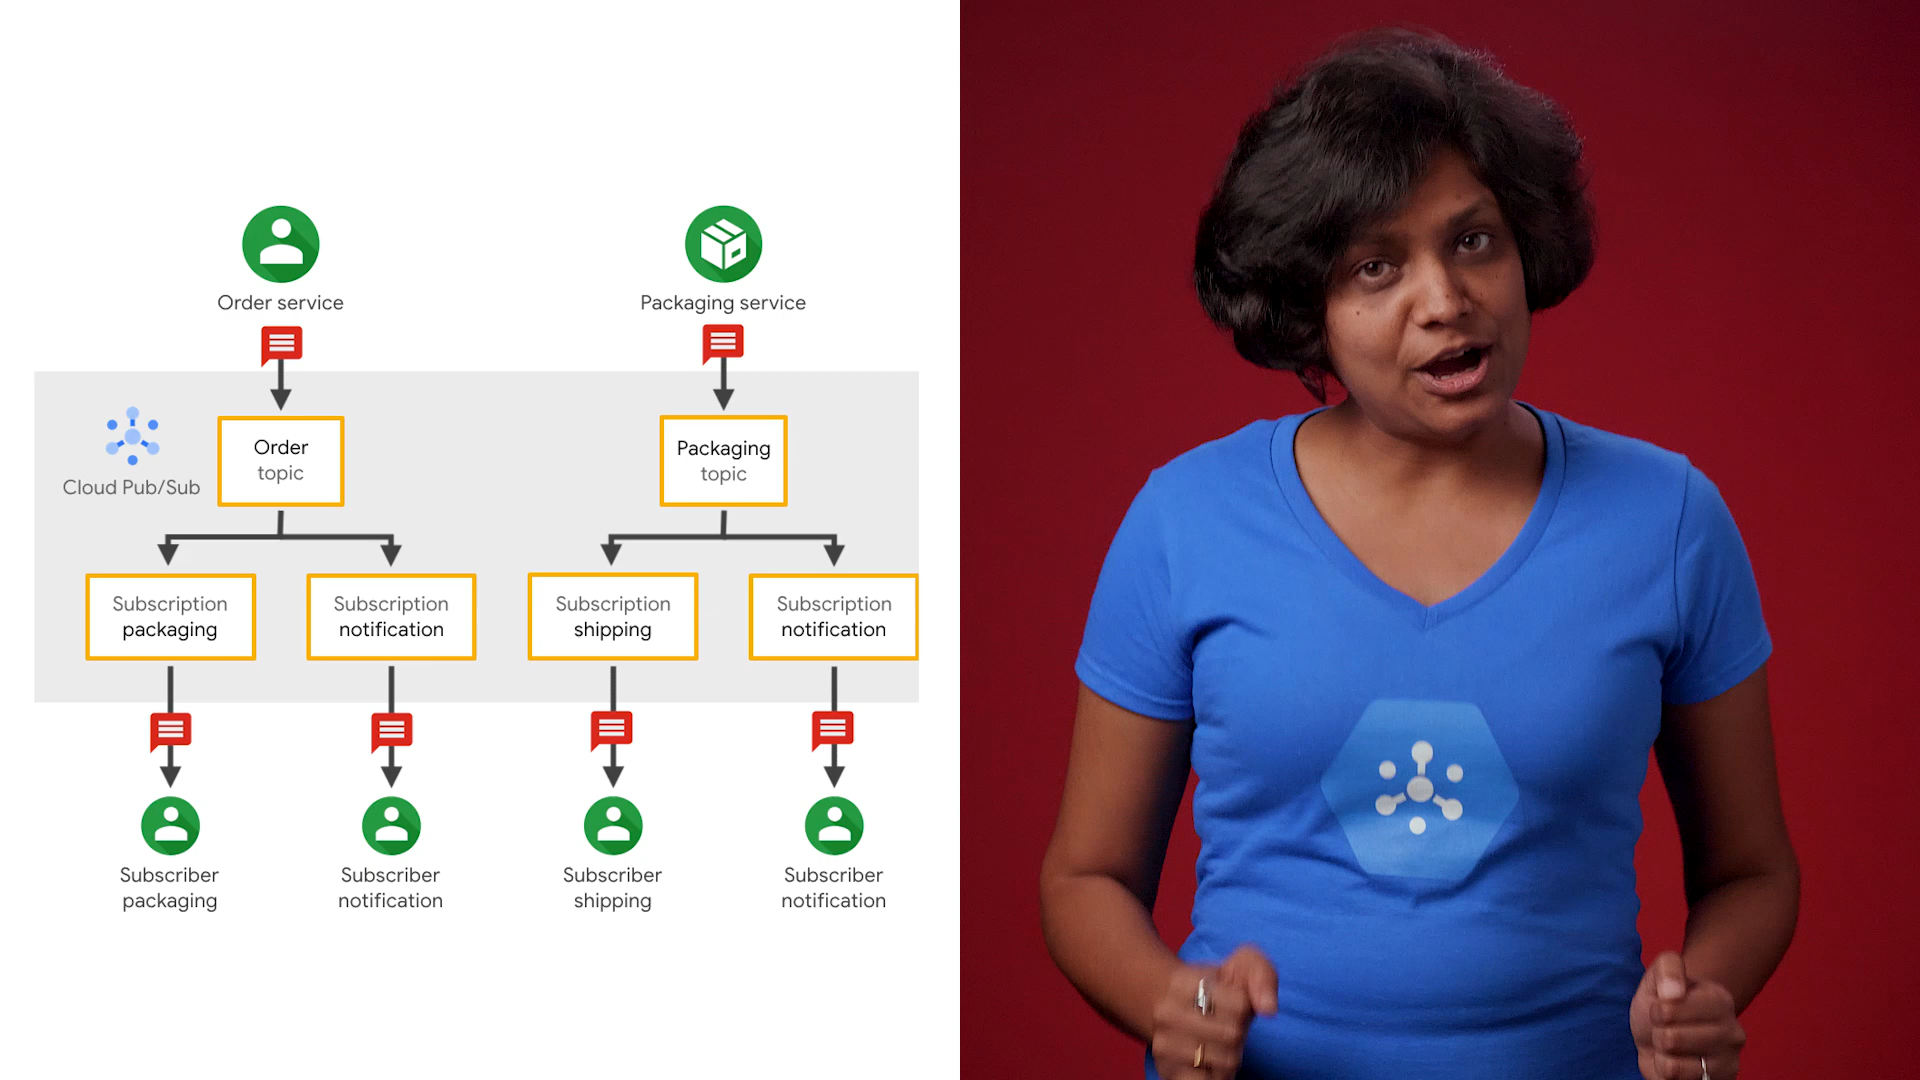 Order service
Packaging service
Cloud Pub/Sub
Order
topic
Packaging
topic
Subscription
packaging
Subscription
notification
Subscription
shipping
Subscription
notification
Subscriber
packaging
Subscriber
notification
Subscriber
shipping
Subscriber
notification